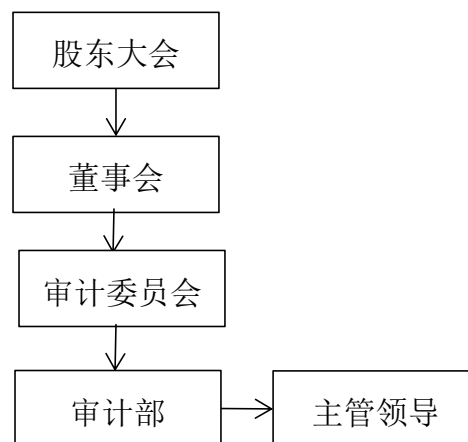 股东大会
董事会
审计委员会
审计部
主管领导